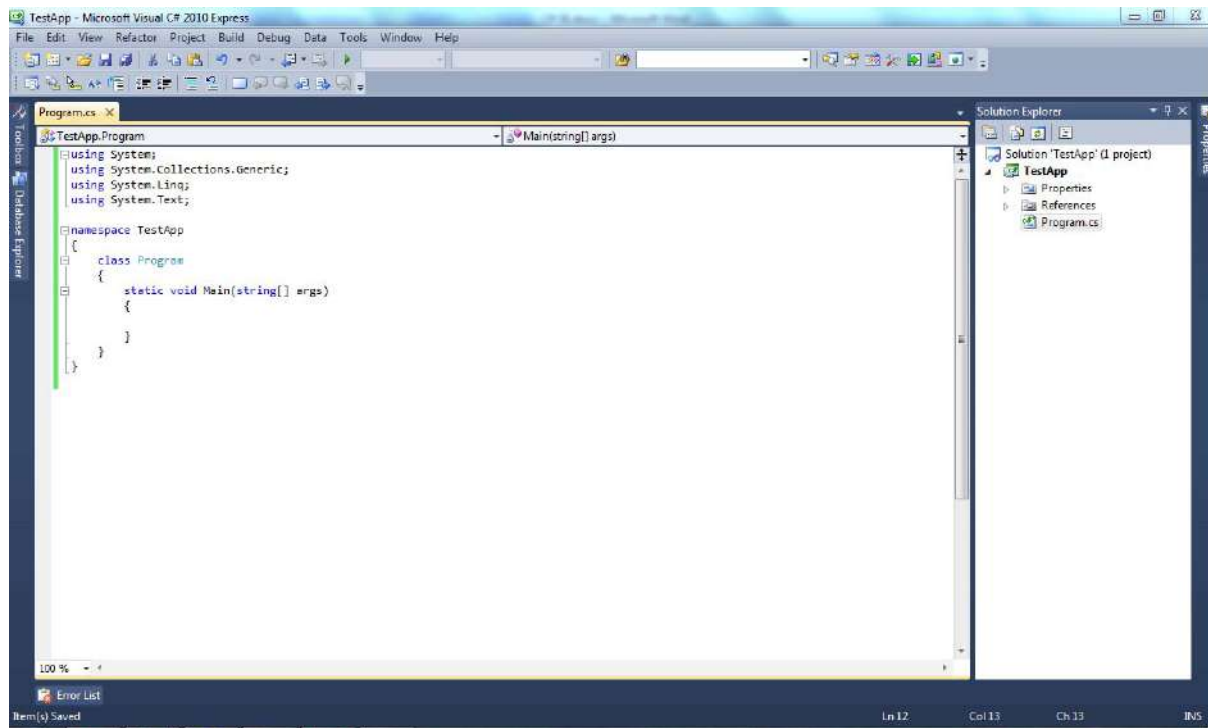 TestApp - Microsoft Visual C# 2010 Express
File Edit View Refactor Project Build Debug Data Tools Window Help
Program.cs
TestApp.Program
Main(string[] args)
using System;
using System.Collections.Generic;
using System.Linq;
using System.Text;
namespace TestApp
{
class Program
{
static void Main(string[] args)
{
}
}
}
100 %
Toolbox
Database Explorer
Solution Explorer
Solution 'TestApp' (1 project)
TestApp
Properties
References
Program.cs
Properties
Error List
Item(s) Saved Ln 12 Col 13 Ch 13 INS